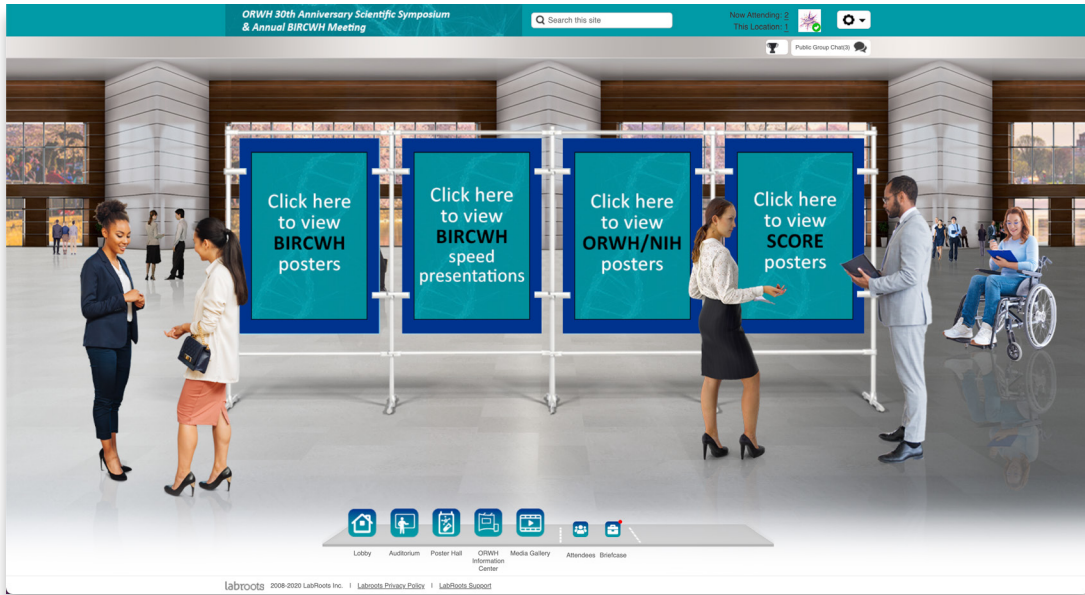 ORWH 30th Anniversary Scientific Symposium
& Annual BIRCWH Meeting
Search this site
Now Attending: 2
This Location: 1
Public Group Chat(3)
Click here
to view
BIRCWH
posters
Click here
to view
BIRCWH
speed
presentations
Click here
to view
ORWH/NIH
posters
Click here
to view
SCORE
posters
Lobby
Auditorium
Poster Hall
ORWH
Information
Center
Media Gallery
Attendees
Briefcase
labroots 2008-2020 LabRoots Inc. | Labroots Privacy Policy | LabRoots Support